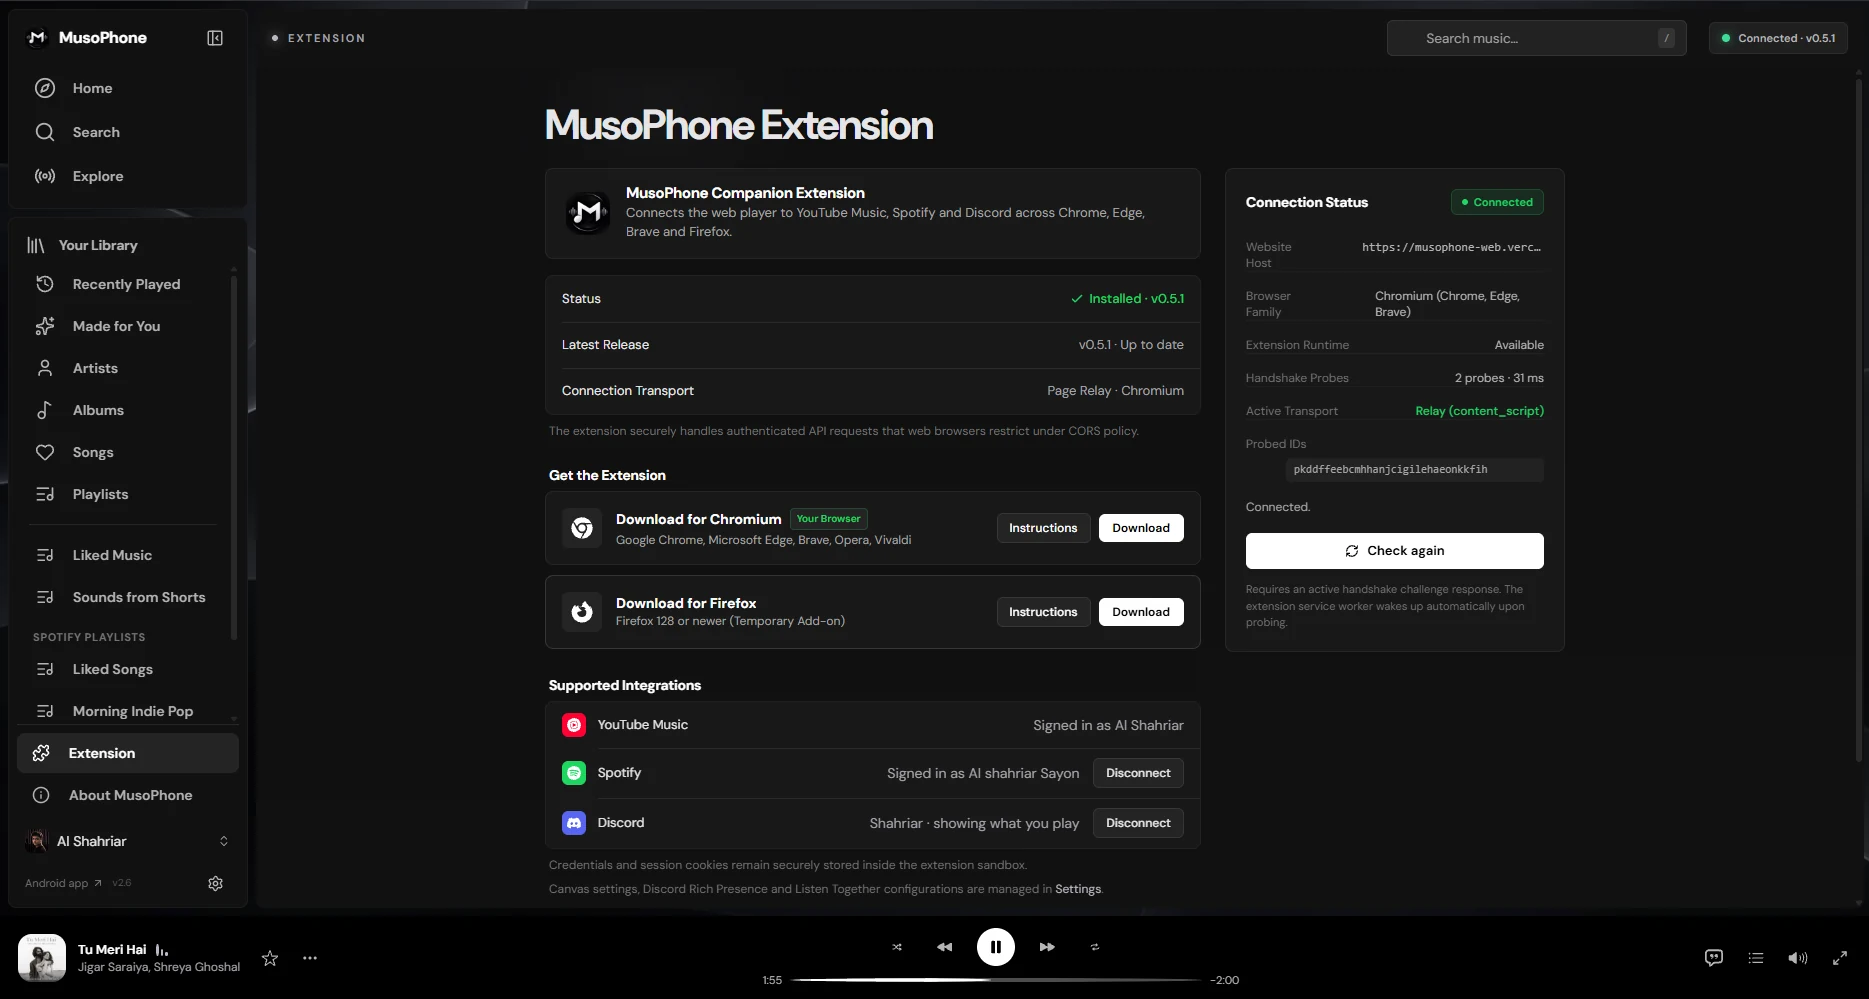 MusoPhone
Home
Search
Explore
Your Library
Recently Played
Made for You
Artists
Albums
Songs
Playlists
Liked Music
Sounds from Shorts
SPOTIFY PLAYLISTS
Liked Songs
Morning Indie Pop
Extension
About MusoPhone
Al Shahriar
Android app ↗ v2.6
EXTENSION
Search music...
/
Connected · v0.5.1
MusoPhone Extension
MusoPhone Companion Extension
Connects the web player to YouTube Music, Spotify and Discord across Chrome, Edge,
Brave and Firefox.
Status
Installed · v0.5.1
Latest Release
v0.5.1 · Up to date
Connection Transport
Page Relay · Chromium
The extension securely handles authenticated API requests that web browsers restrict under CORS policy.
Get the Extension
Download for Chromium
Your Browser
Google Chrome, Microsoft Edge, Brave, Opera, Vivaldi
Instructions
Download
Download for Firefox
Firefox 128 or newer (Temporary Add-on)
Instructions
Download
Supported Integrations
YouTube Music
Signed in as Al Shahriar
Spotify
Signed in as Al shahriar Sayon
Disconnect
Discord
Shahriar · showing what you play
Disconnect
Credentials and session cookies remain securely stored inside the extension sandbox.
Canvas settings, Discord Rich Presence and Listen Together configurations are managed in Settings.
Connection Status
Connected
Website
Host
https://musophone-web.verc…
Browser
Family
Chromium (Chrome, Edge,
Brave)
Extension Runtime
Available
Handshake Probes
2 probes · 31 ms
Active Transport
Relay (content_script)
Probed IDs
pkddffeebcmhhanjcigilehaeonkkfih
Connected.
Check again
Requires an active handshake challenge response. The
extension service worker wakes up automatically upon
probing.
Tu Meri Hai
Jigar Saraiya, Shreya Ghoshal
1:55
-2:00